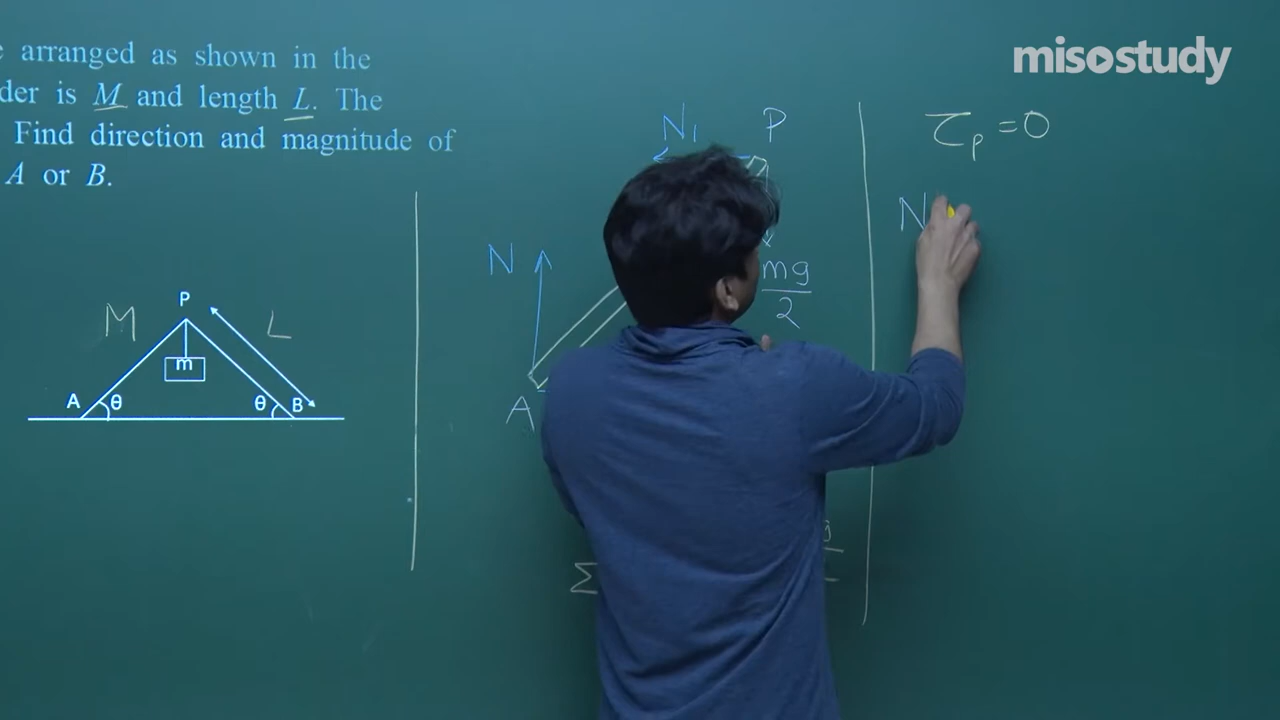 misostudy
arranged as shown in the
der is M and length L. The
Find direction and magnitude of
A or B.
P
M
L
m
A
θ
θ
B
N₁
P
N
mg
2
A
Σ
τₚ = 0
N